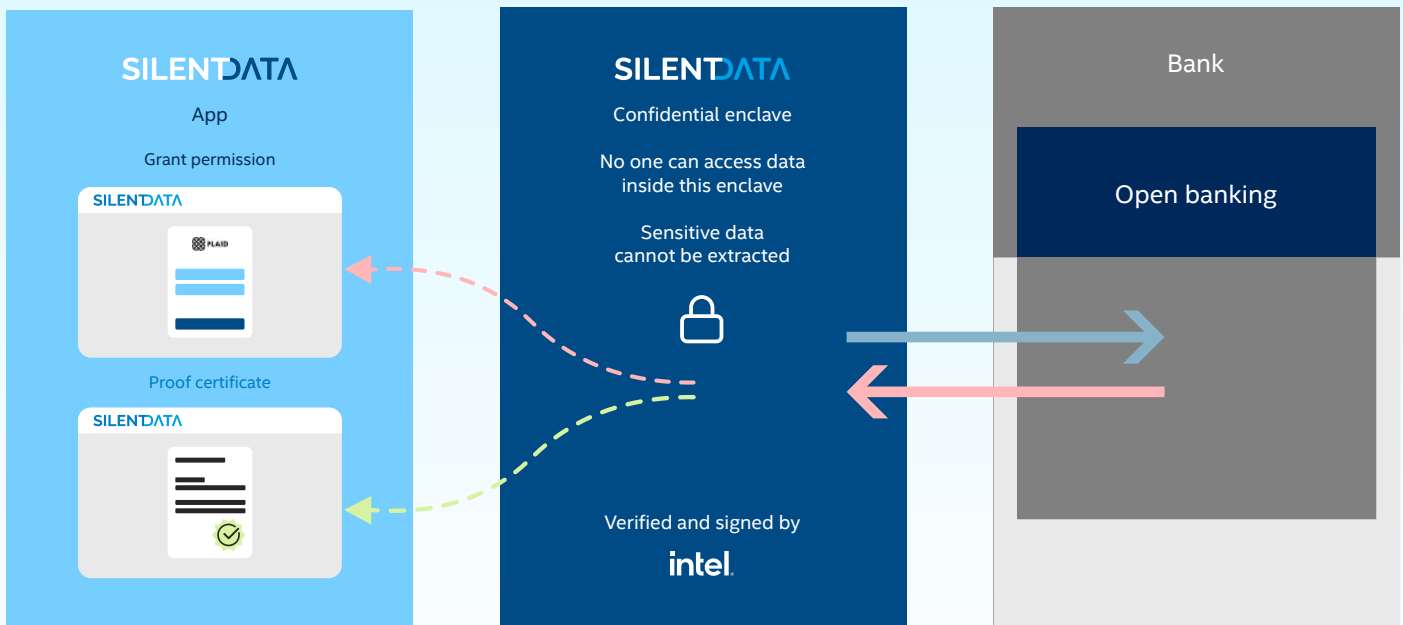 SILENTDATA
App
Grant permission
SILENTDATA
PLAID
Proof certificate
SILENTDATA
SILENTDATA
Confidential enclave
No one can access data
inside this enclave
Sensitive data
cannot be extracted
Verified and signed by
intel.
Bank
Open banking